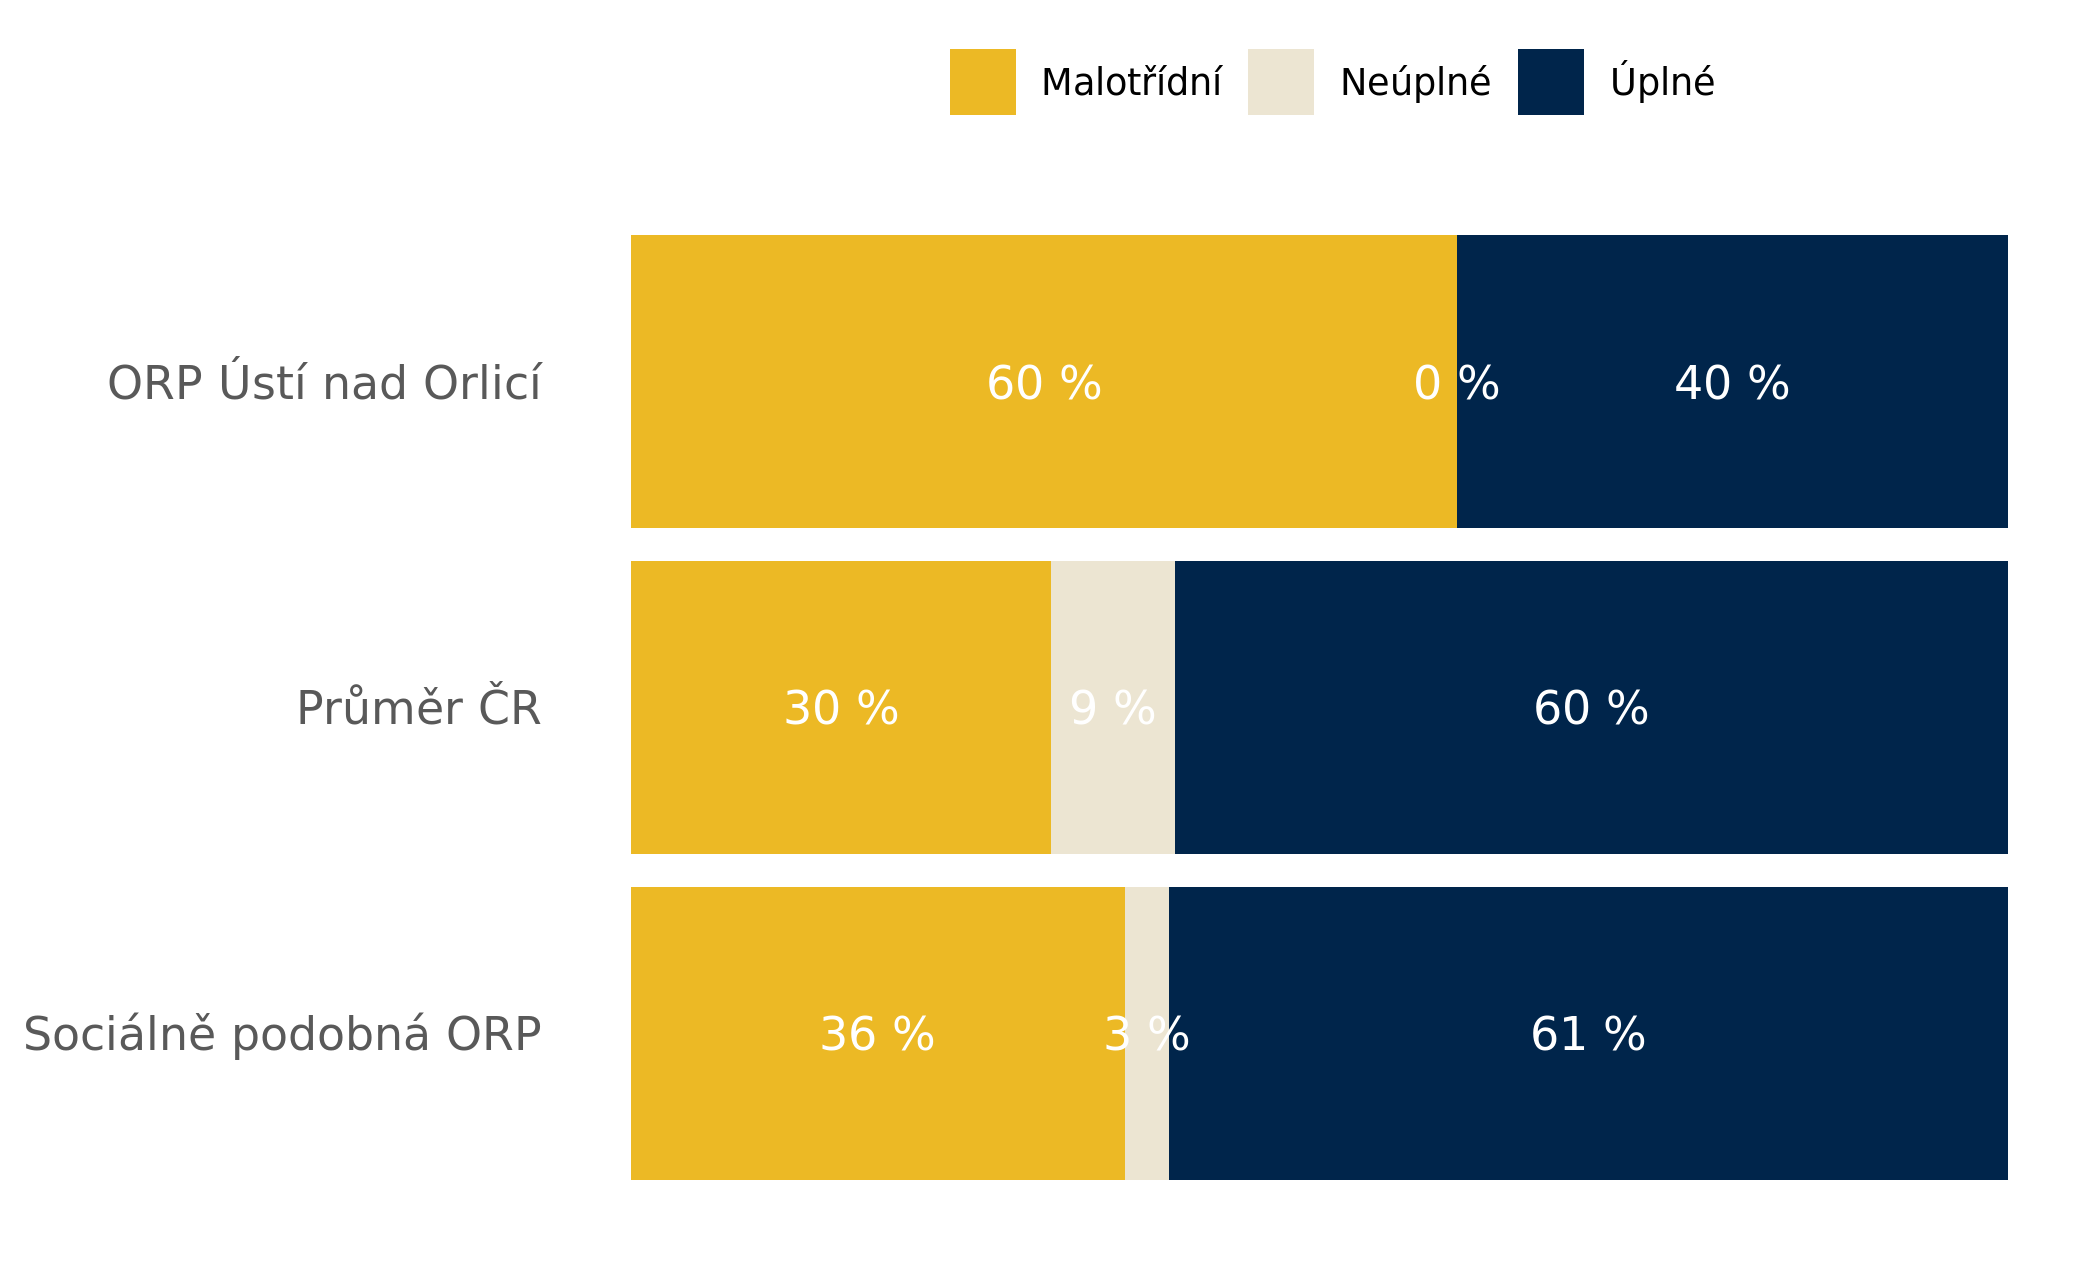 Malotřídní Neúplné Úplné
ORP Ústí nad Orlicí 60 % 0 % 40 %
Průměr ČR 30 % 9 % 60 %
Sociálně podobná ORP 36 % 3 % 61 %